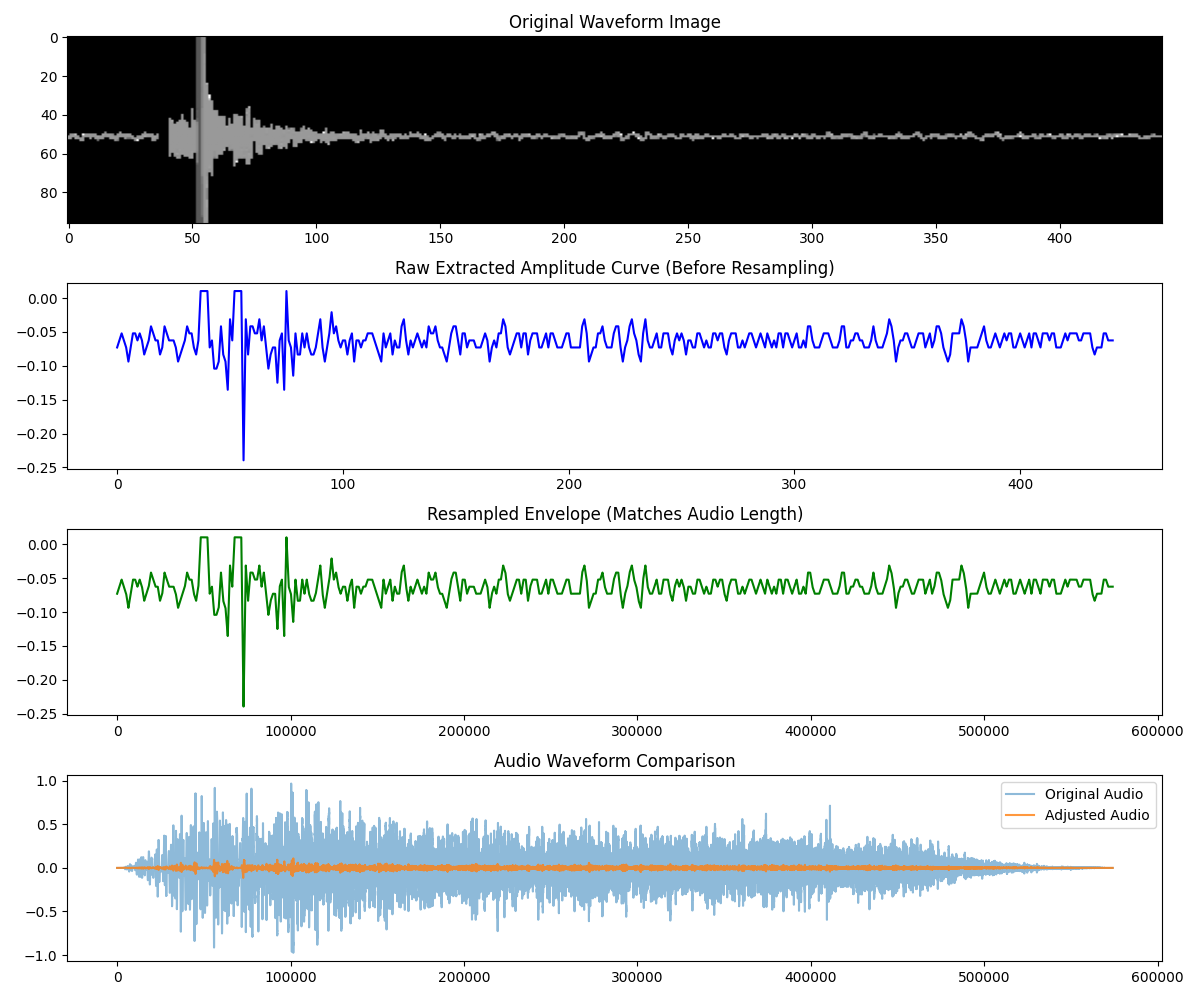 Original Waveform Image
0
20
40
60
80
0 50 100 150 200 250 300 350 400
Raw Extracted Amplitude Curve (Before Resampling)
0.00
−0.05
−0.10
−0.15
−0.20
−0.25
0 100 200 300 400
Resampled Envelope (Matches Audio Length)
0.00
−0.05
−0.10
−0.15
−0.20
−0.25
0 100000 200000 300000 400000 500000 600000
Audio Waveform Comparison
1.0
0.5
0.0
−0.5
−1.0
Original Audio
Adjusted Audio
0 100000 200000 300000 400000 500000 600000